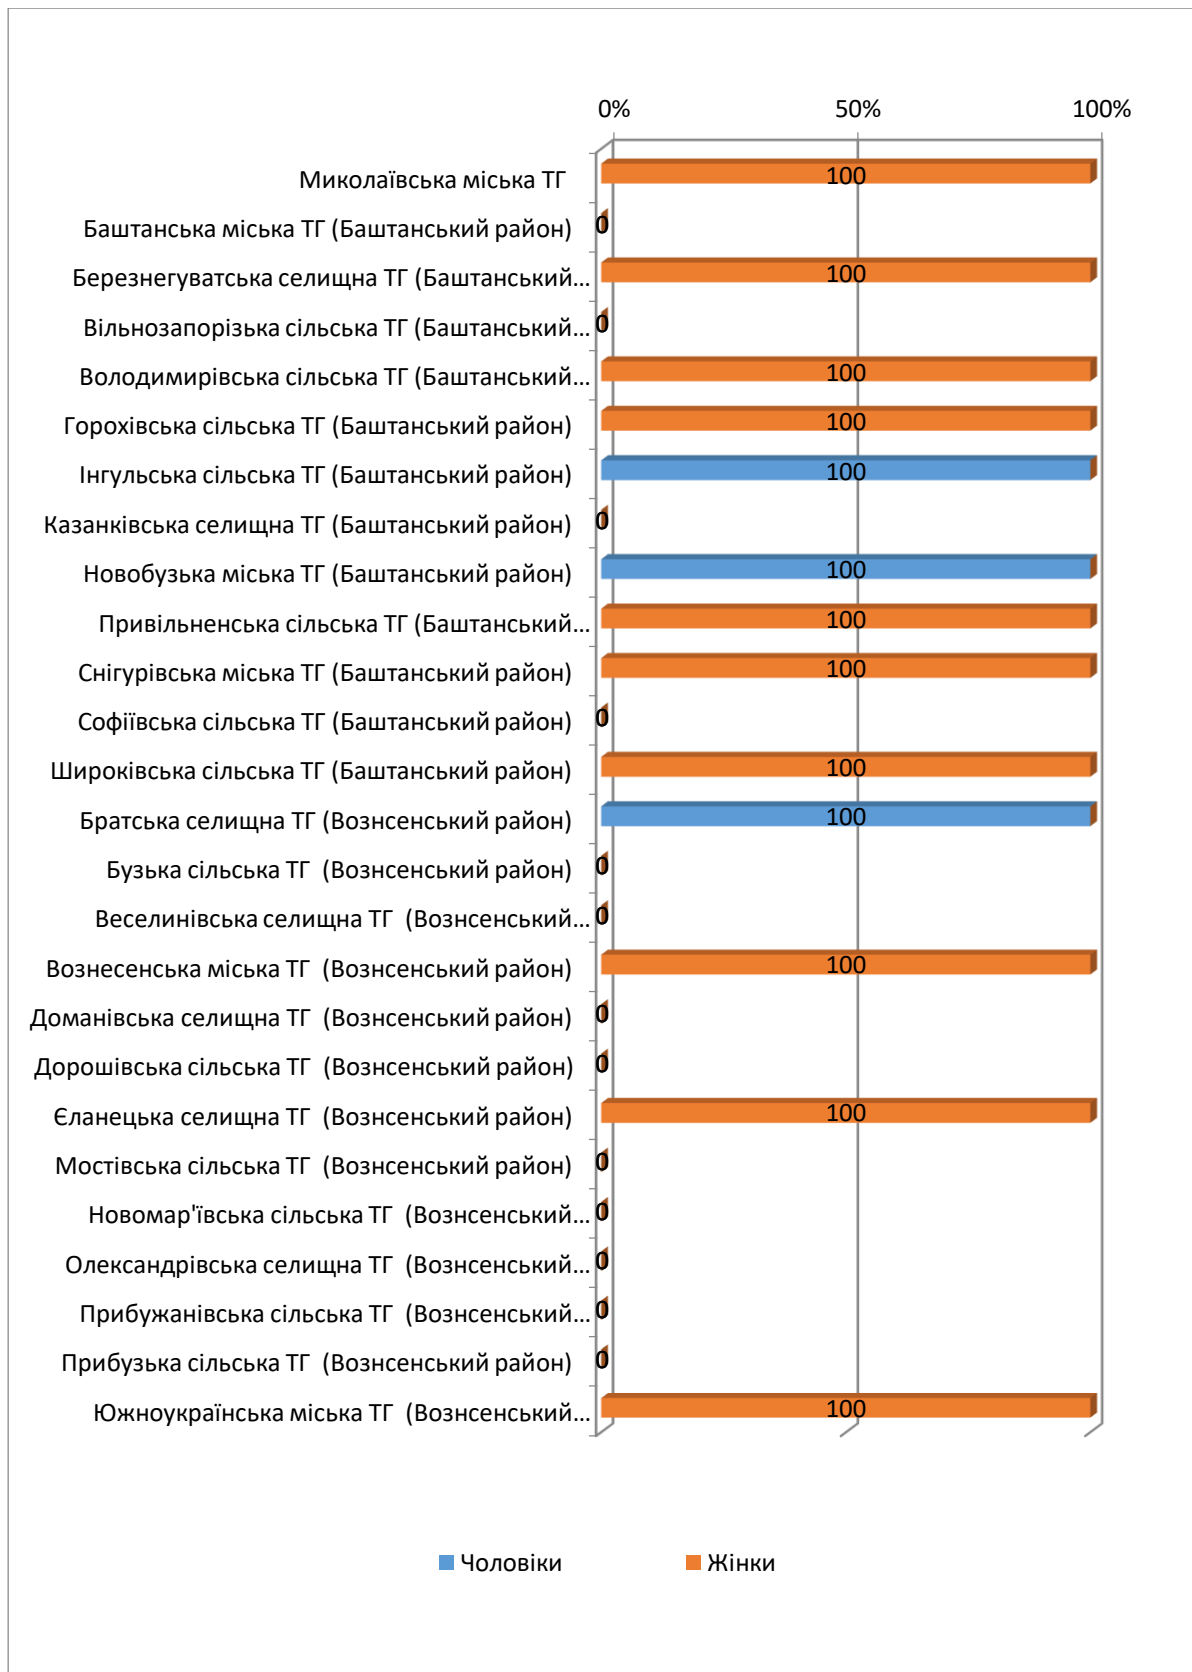 0% 50% 100%
Миколаївська міська ТГ 100
Баштанська міська ТГ (Баштанський район) 0
Березнегуватська селищна ТГ (Баштанський... 100
Вільнозапорізька сільська ТГ (Баштанський... 0
Володимирівська сільська ТГ (Баштанський... 100
Горохівська сільська ТГ (Баштанський район) 100
Інгульська сільська ТГ (Баштанський район) 100
Казанківська селищна ТГ (Баштанський район) 0
Новобузька міська ТГ (Баштанський район) 100
Привільненська сільська ТГ (Баштанський... 100
Снігурівська міська ТГ (Баштанський район) 100
Софіївська сільська ТГ (Баштанський район) 0
Широківська сільська ТГ (Баштанський район) 100
Братська селищна ТГ (Вознсенський район) 100
Бузька сільська ТГ (Вознсенський район) 0
Веселинівська селищна ТГ (Вознсенський... 0
Вознесенська міська ТГ (Вознсенський район) 100
Доманівська селищна ТГ (Вознсенський район) 0
Дорошівська сільська ТГ (Вознсенський район) 0
Єланецька селищна ТГ (Вознсенський район) 100
Мостівська сільська ТГ (Вознсенський район) 0
Новомар'ївська сільська ТГ (Вознсенський... 0
Олександрівська селищна ТГ (Вознсенський... 0
Прибужанівська сільська ТГ (Вознсенський... 0
Прибузька сільська ТГ (Вознсенський район) 0
Южноукраїнська міська ТГ (Вознсенський... 100
Чоловіки Жінки